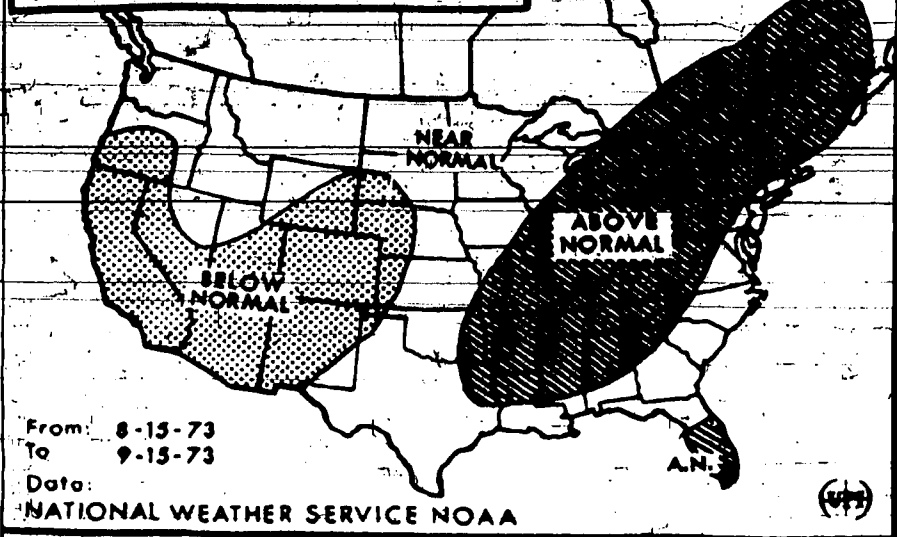 NEAR
NORMAL
ABOVE
NORMAL
BELOW
NORMAL
From: 8-15-73
To 9-15-73
A.N.
Data:
NATIONAL WEATHER SERVICE NOAA
(UPI)